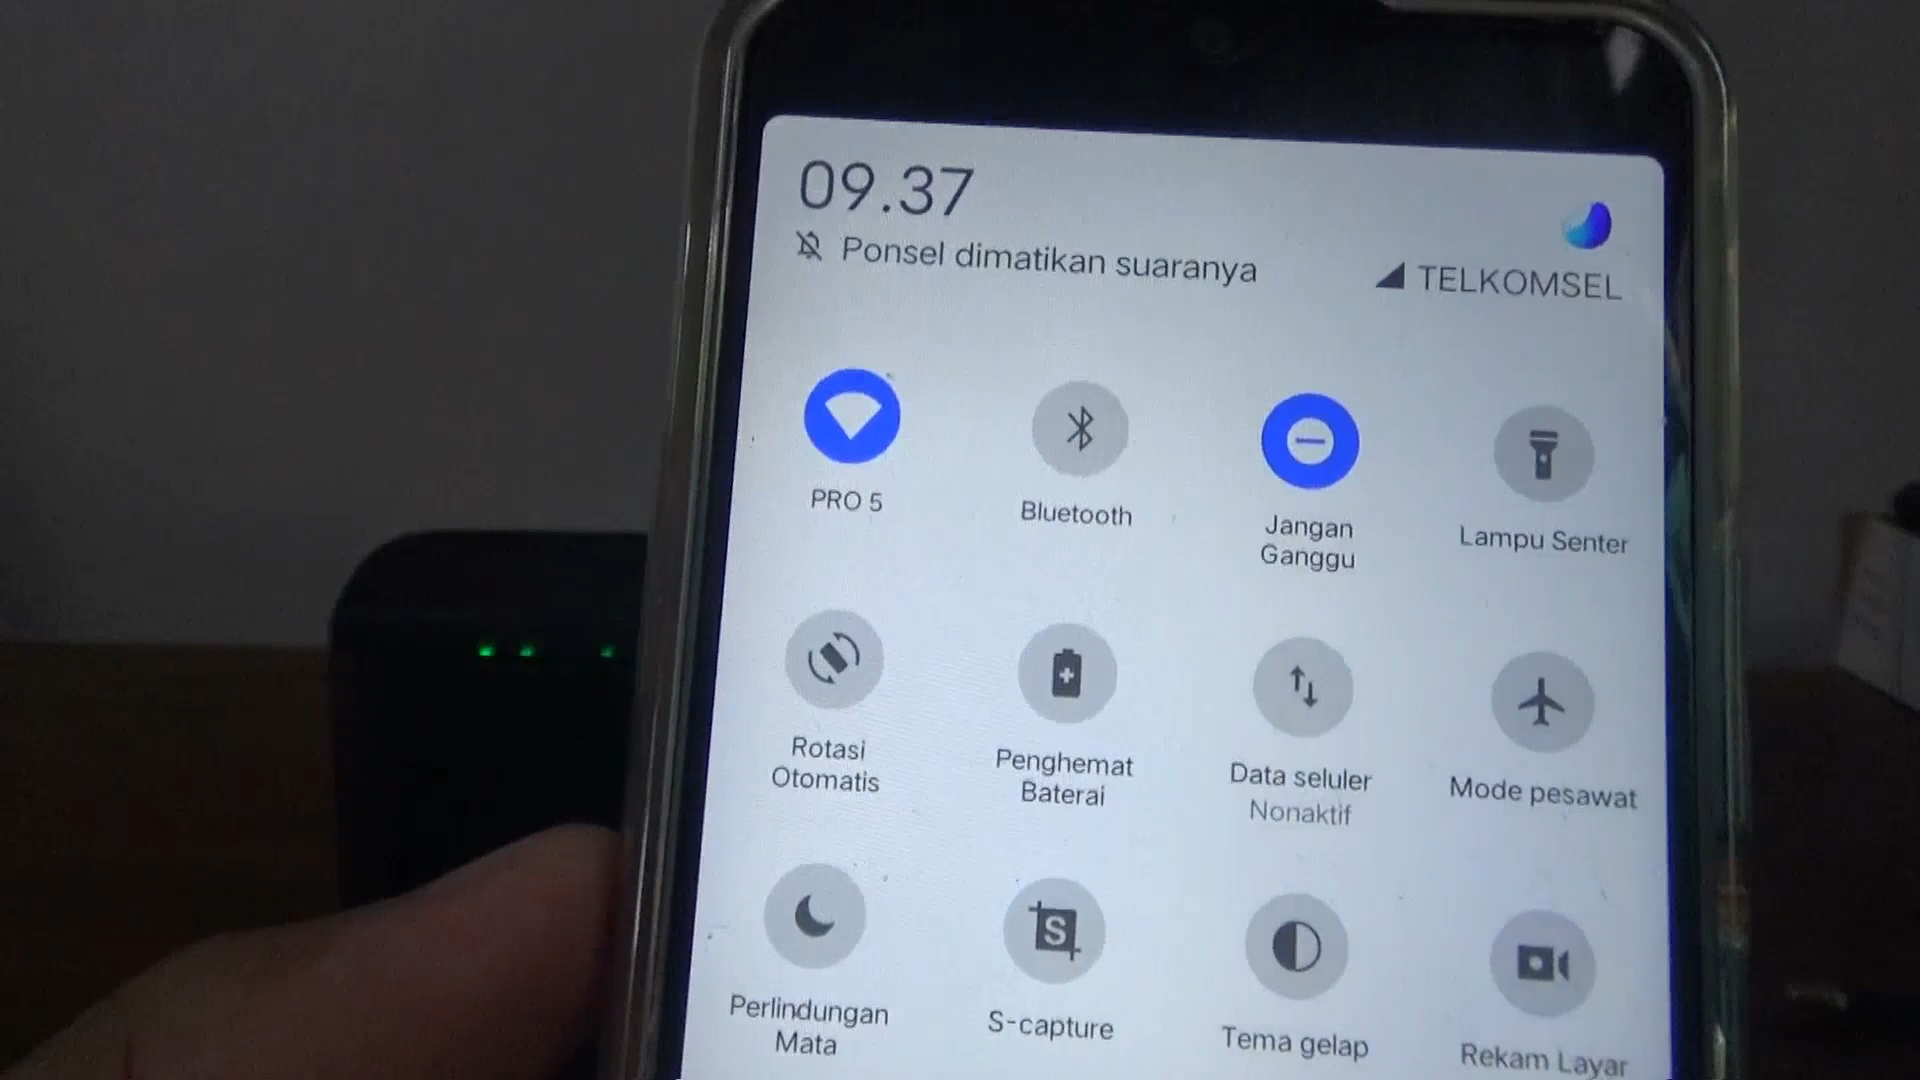 09.37
Ponsel dimatikan suaranya
TELKOMSEL
PRO 5
Bluetooth
Jangan
Ganggu
Lampu Senter
Rotasi
Otomatis
Penghemat
Baterai
Data seluler
Nonaktif
Mode pesawat
Perlindungan
Mata
S-capture
Tema gelap
Rekam Layar